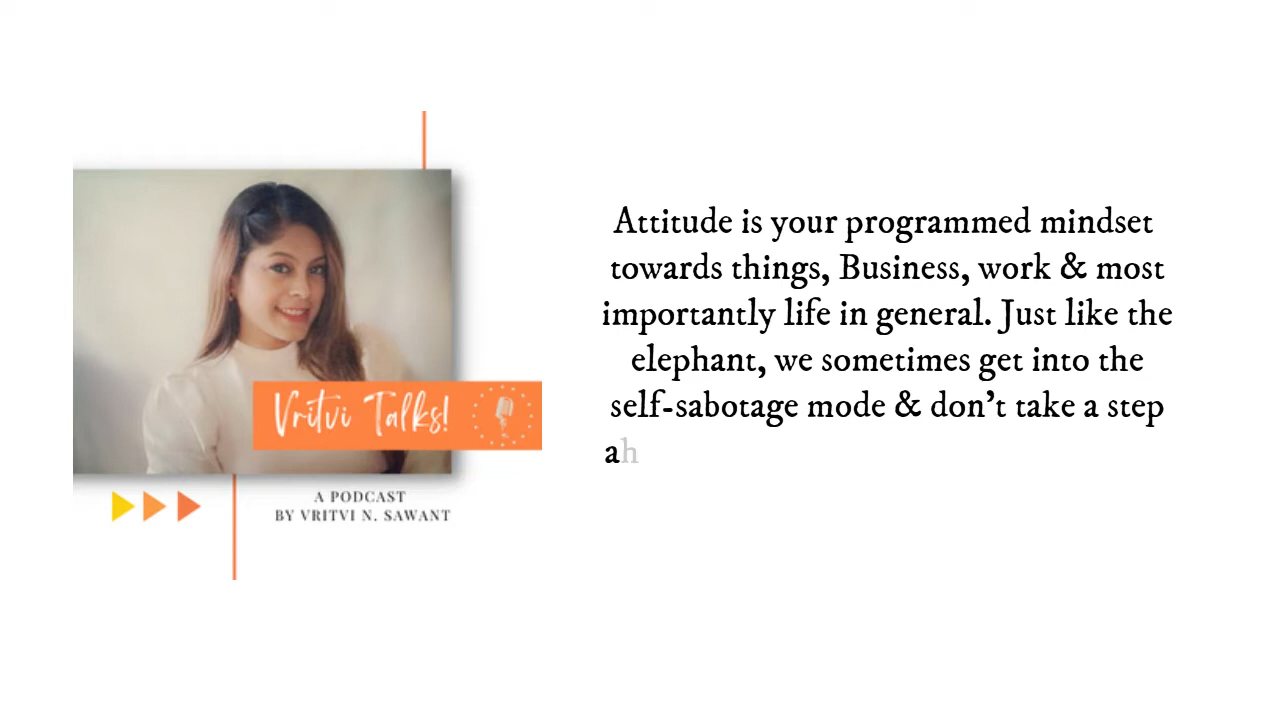 Vritvi Talks!
A PODCAST
BY VRITVI N. SAWANT
Attitude is your programmed mindset
towards things, Business, work & most
importantly life in general. Just like the
elephant, we sometimes get into the
self-sabotage mode & don't take a step
ah